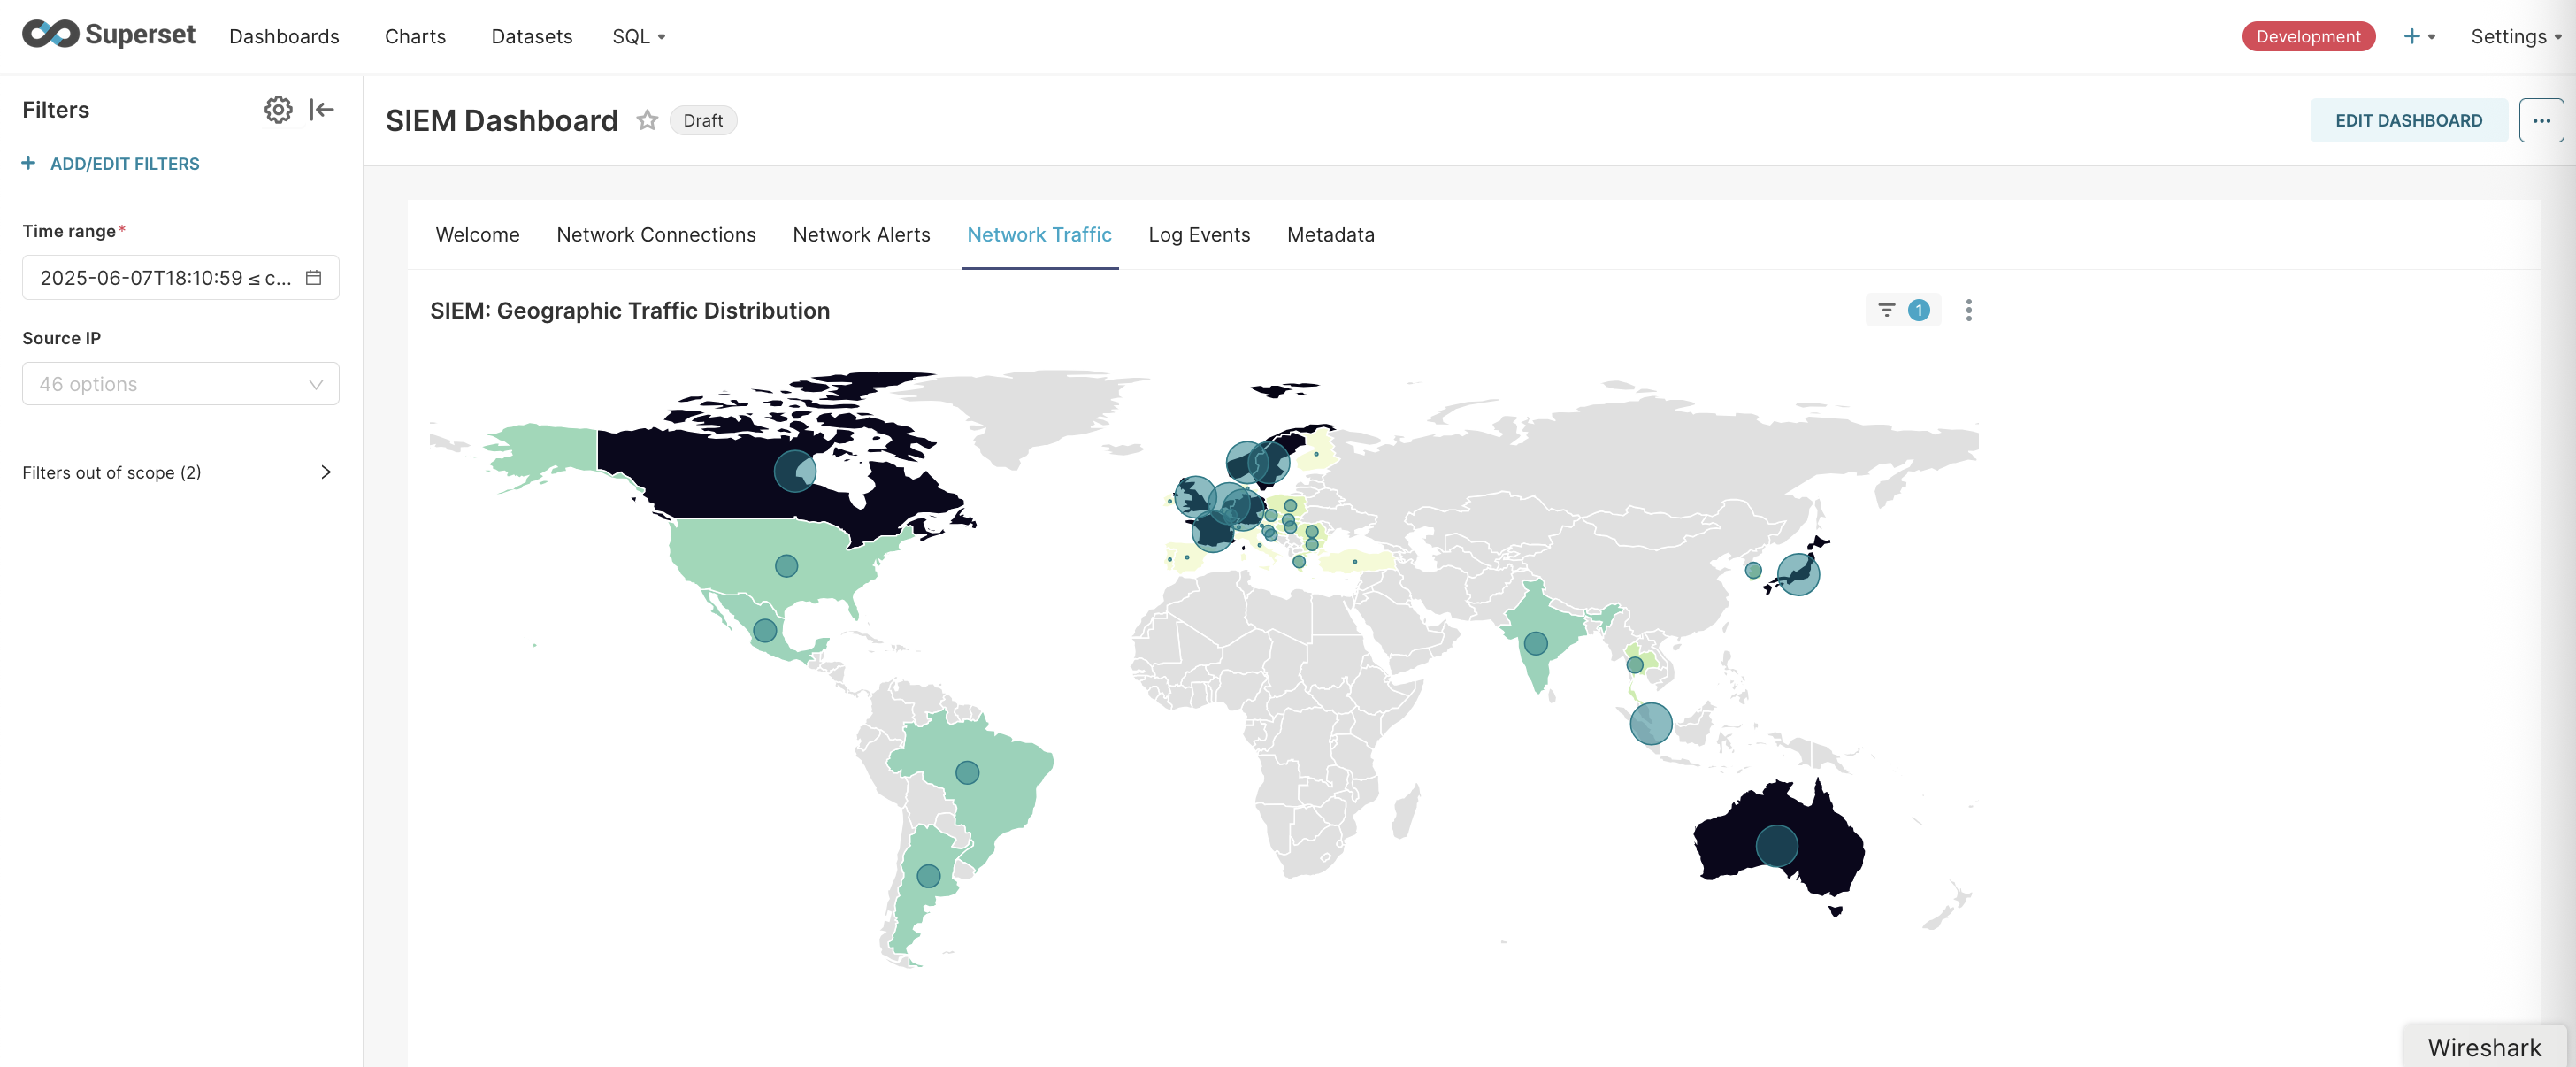 Superset Dashboards Charts Datasets SQL Development + Settings
Filters
+ ADD/EDIT FILTERS
Time range*
2025-06-07T18:10:59 ≤ c...
Source IP
46 options
Filters out of scope (2)
SIEM Dashboard Draft EDIT DASHBOARD ...
Welcome Network Connections Network Alerts Network Traffic Log Events Metadata
SIEM: Geographic Traffic Distribution 1
Wireshark